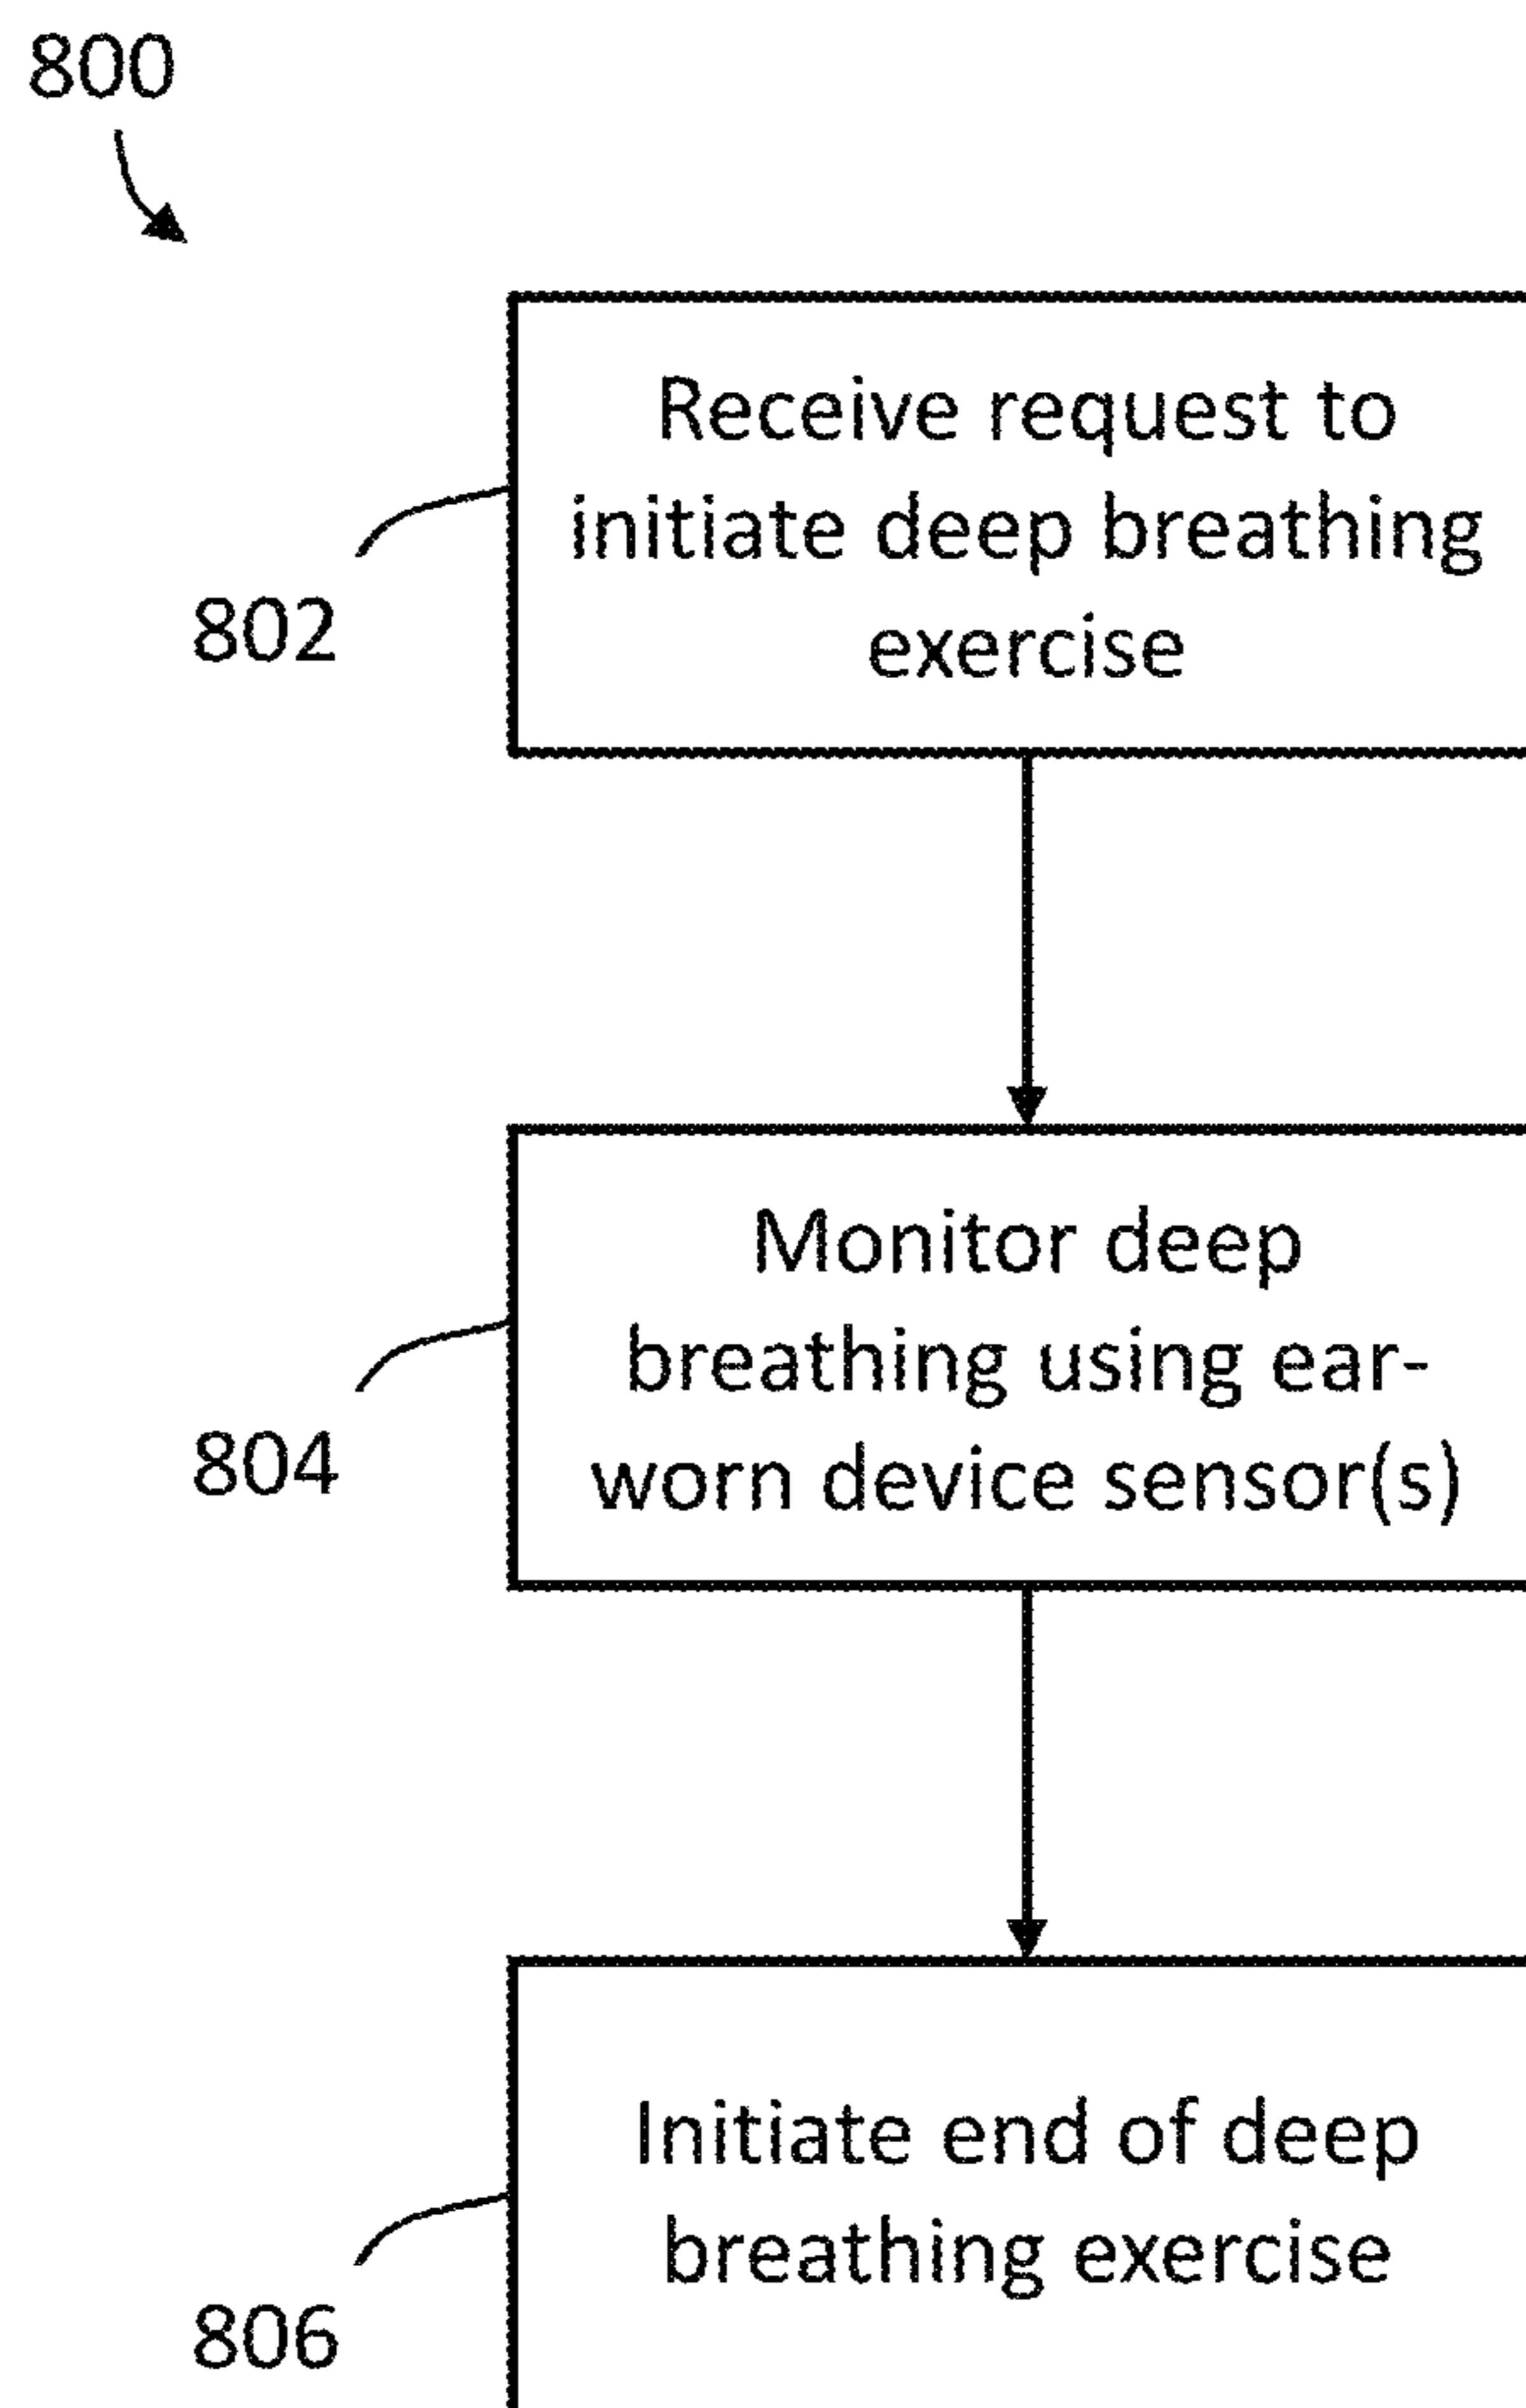 800
Receive request to
initiate deep breathing
exercise
802
Monitor deep
breathing using ear-
worn device sensor(s)
804
Initiate end of deep
breathing exercise
806